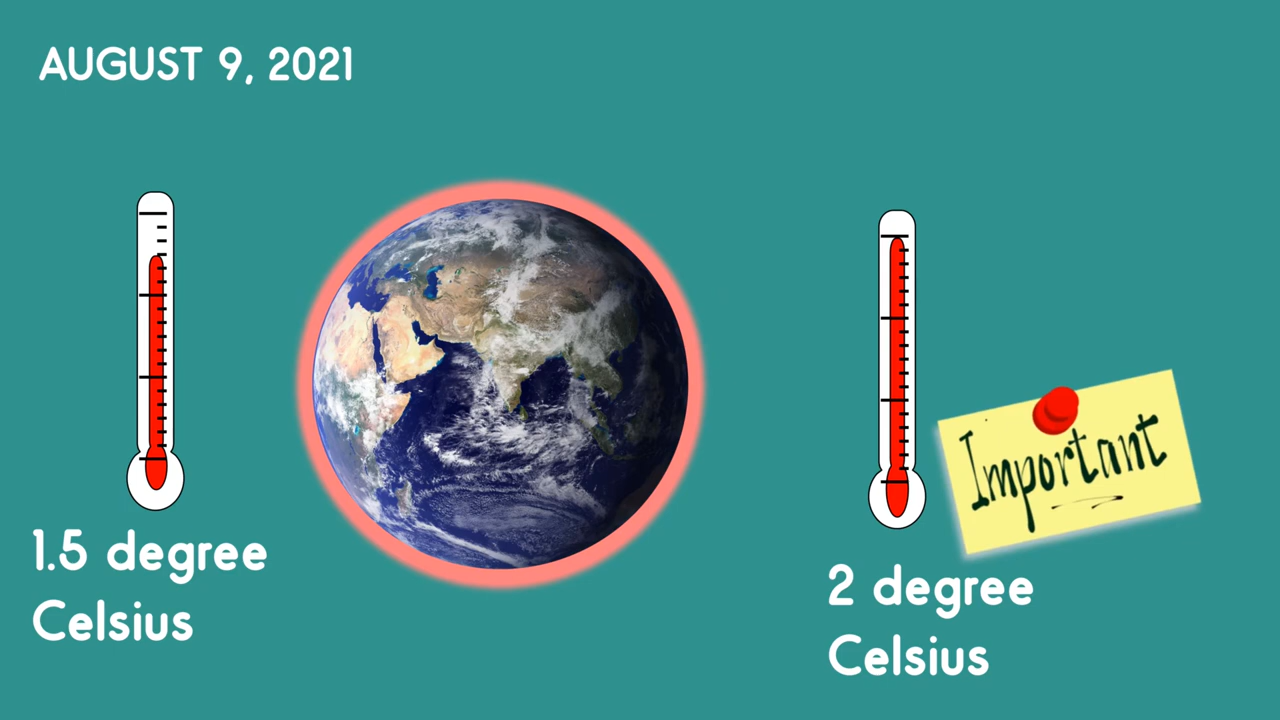 AUGUST 9, 2021
1.5 degree
Celsius
Important
2 degree
Celsius